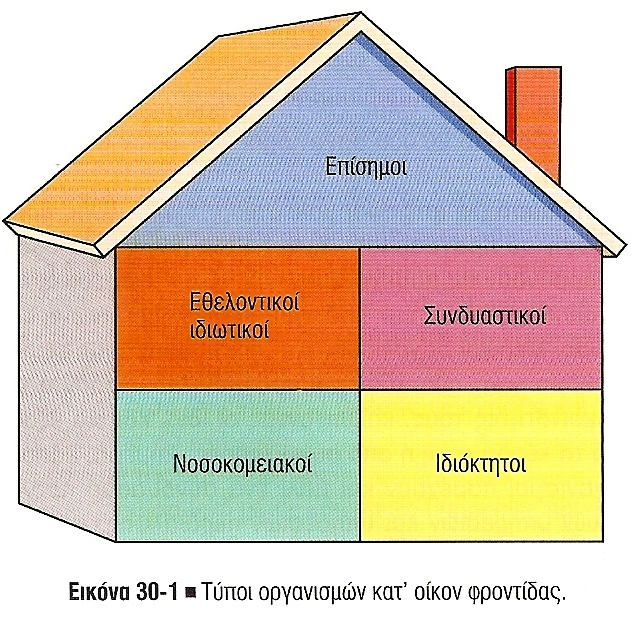 Επίσημοι
Εθελοντικοί
ιδιωτικοί
Συνδυαστικοί
Νοσοκομειακοί
Ιδιόκτητοι
Εικόνα 30-1 ■ Τύποι οργανισμών κατ’ οίκον φροντίδας.